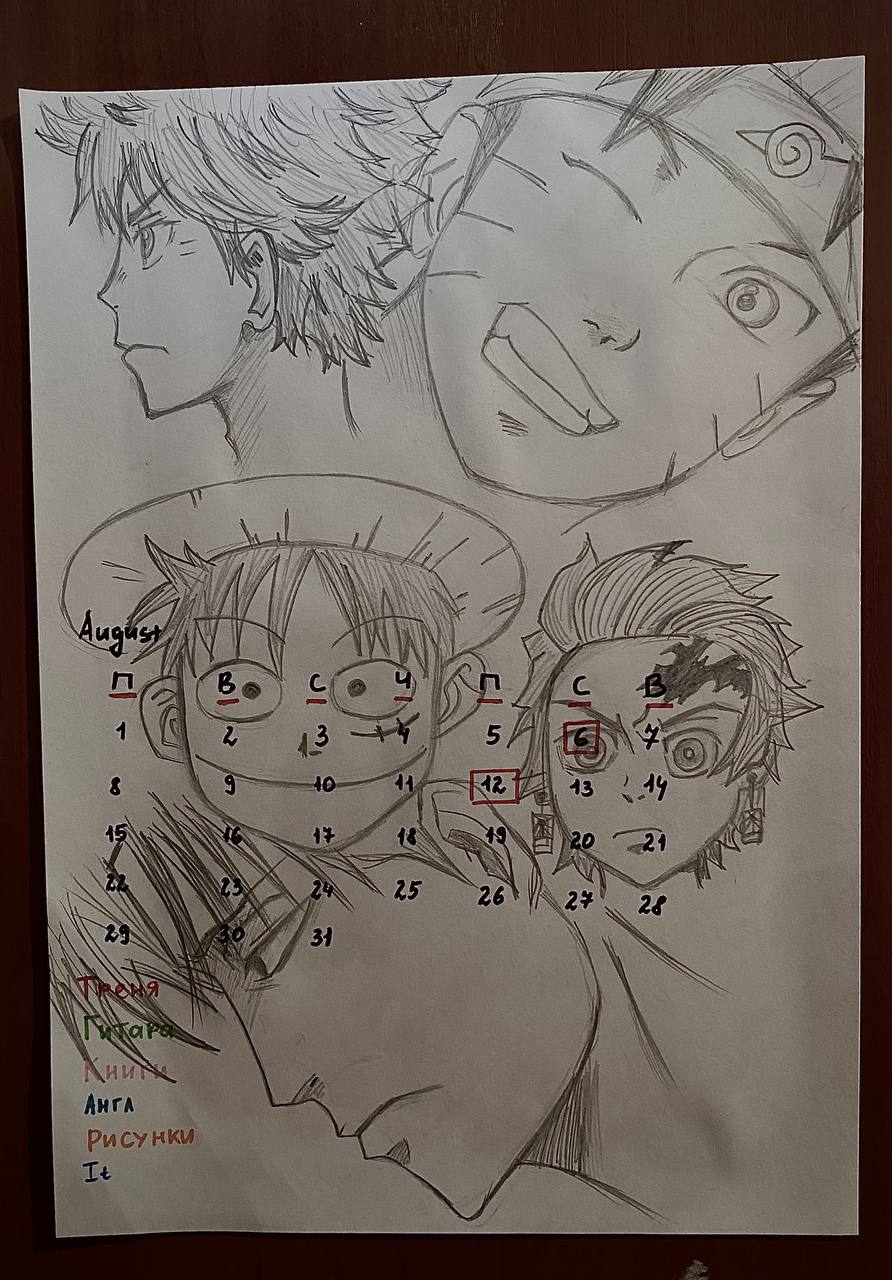 August
П В С Ч П С В
1 2 3 4 5 6 7
8 9 10 11 12 13 14
15 16 17 18 19 20 21
22 23 24 25 26 27 28
29 30 31
Треня
Гитара
Книги
Англ
Рисунки
It